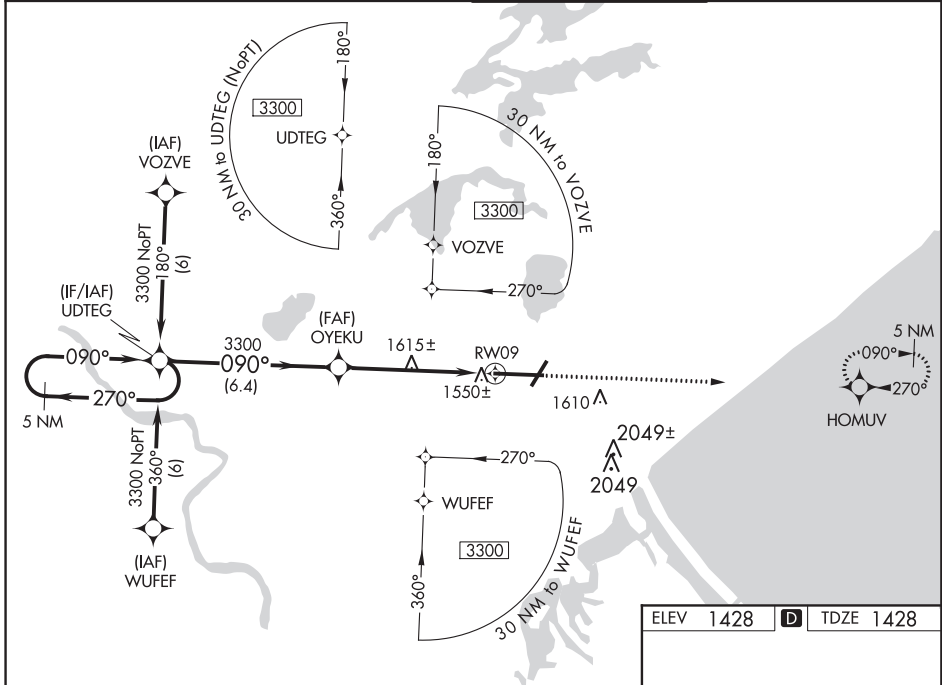 30 NM to UDTEG (NoPT)
180°
3300
UDTEG
360°
30 NM to VOZVE
180°
3300
VOZVE
270°
(IAF)
VOZVE
3300 NoPT
180°
(6)
(IF/IAF)
UDTEG
090°
270°
5 NM
3300
090°
(6.4)
(FAF)
OYEKU
1615±
RW09
1550±
1610
5 NM
090°
270°
HOMUV
3300 NoPT
360°
(6)
(IAF)
WUFEF
270°
WUFEF
3300
360°
30 NM to WUFEF
2049±
2049
ELEV 1428 D TDZE 1428